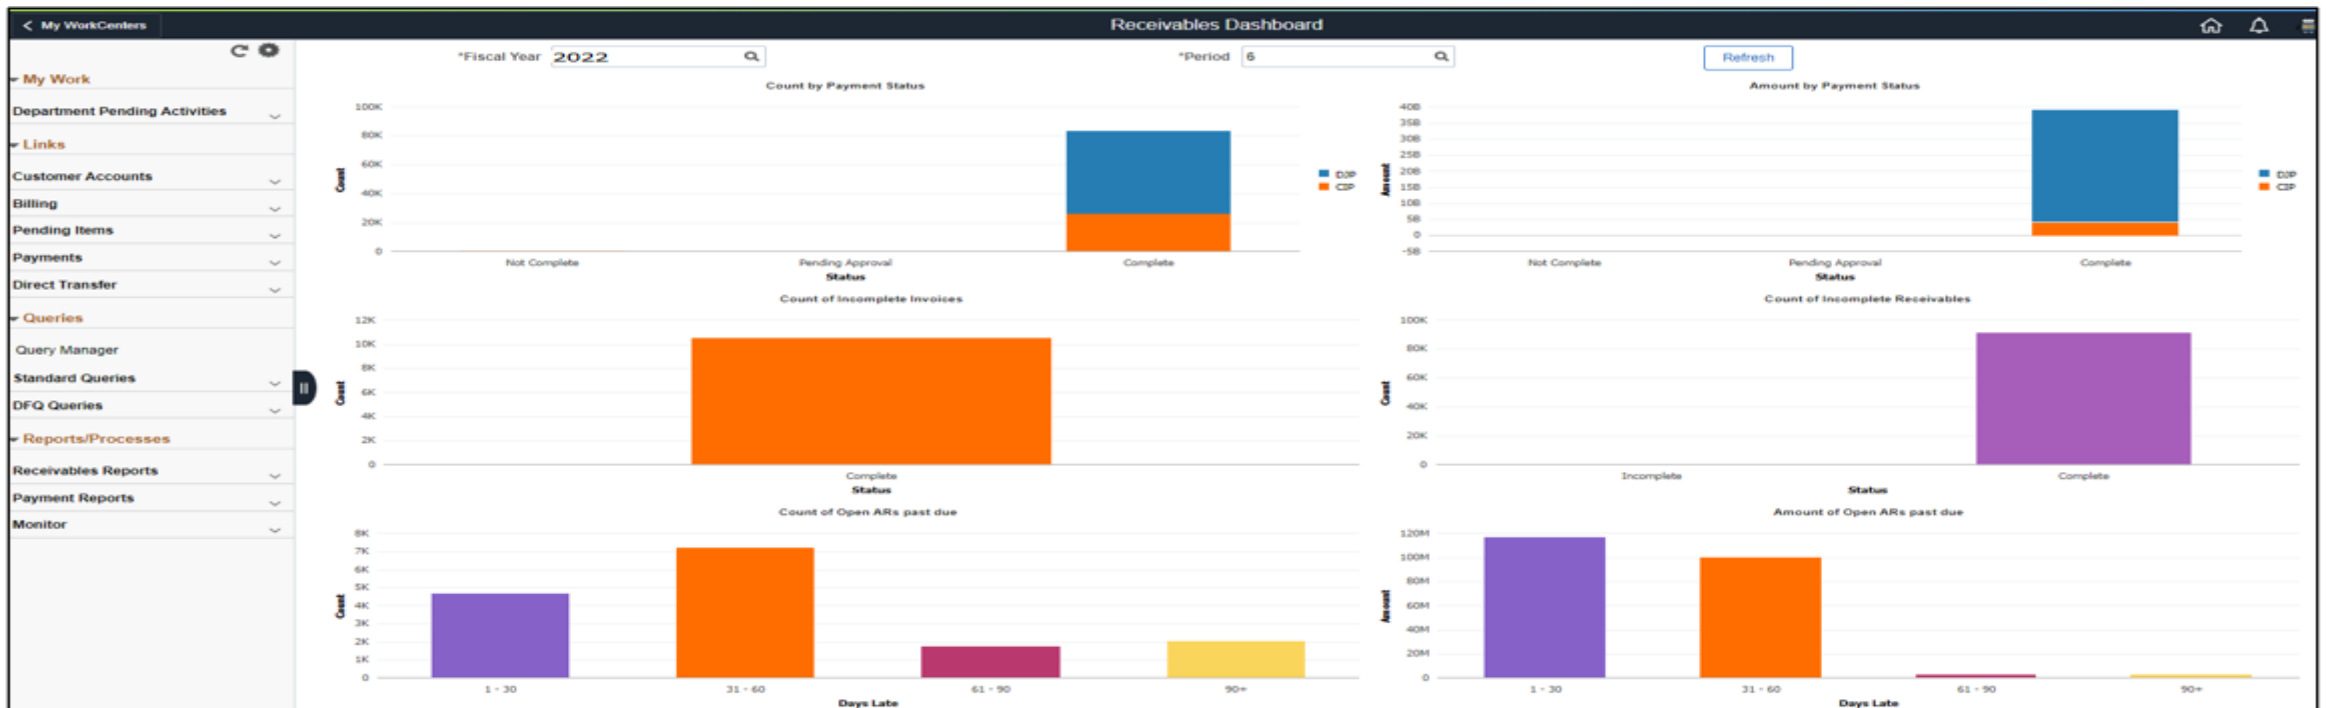 My WorkCenters
Receivables Dashboard
*Fiscal Year 2022
*Period 6
Refresh
My Work
Department Pending Activities
Links
Customer Accounts
Billing
Pending Items
Payments
Direct Transfer
Queries
Query Manager
Standard Queries
DFQ Queries
Reports/Processes
Receivables Reports
Payment Reports
Monitor
Count by Payment Status
100K
80K
60K
40K
20K
0
Count
Not Complete
Pending Approval
Complete
Status
DJP
CIP
Amount by Payment Status
40B
35B
30B
25B
20B
15B
10B
5B
0
-5B
Amount
Not Complete
Pending Approval
Complete
Status
DJP
CIP
Count of Incomplete Invoices
12K
10K
8K
6K
4K
2K
0
Count
Complete
Status
Count of Incomplete Receivables
100K
80K
60K
40K
20K
0
Count
Incomplete
Complete
Status
Count of Open ARs past due
8K
7K
6K
5K
4K
3K
2K
1K
0
Count
1 - 30
31 - 60
61 - 90
90+
Days Late
Amount of Open ARs past due
120M
100M
80M
60M
40M
20M
0
Amount
1 - 30
31 - 60
61 - 90
90+
Days Late